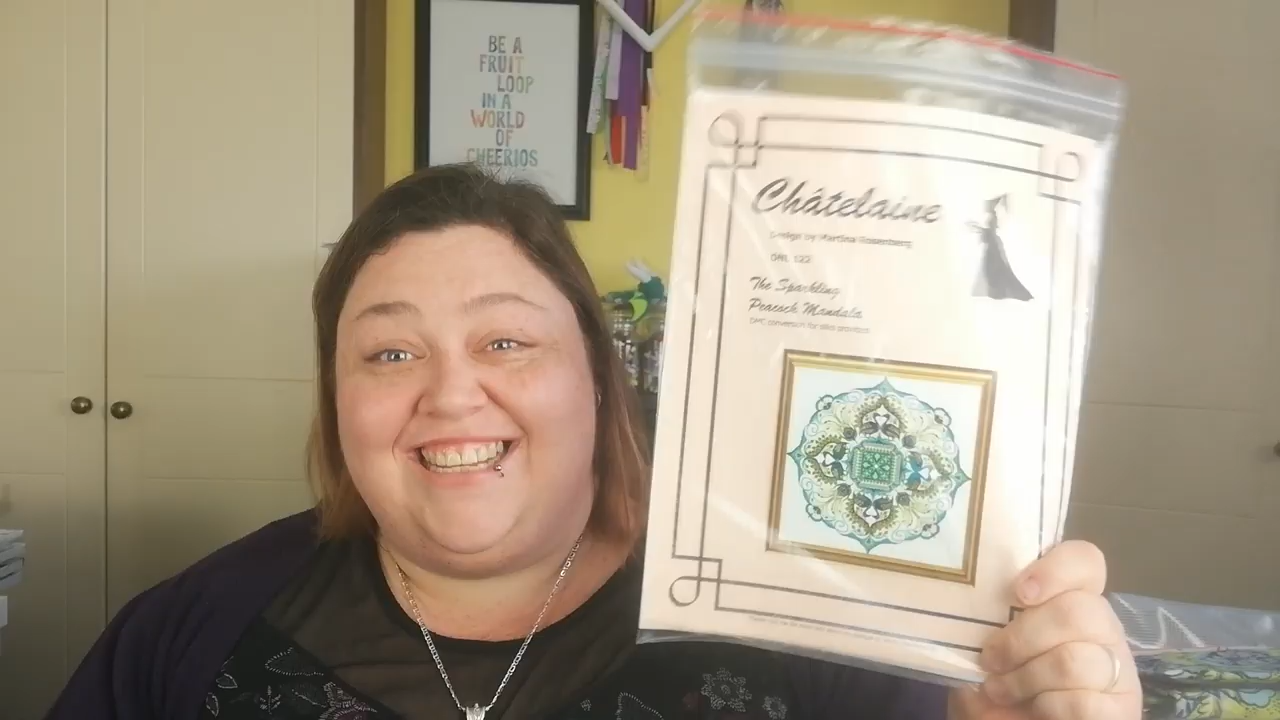 BE A
FRUIT
LOOP
IN A
WORLD
OF
CHEERIOS
Châtelaine
Design by Martina Rosenberg
The Sparkling
Peacock Mandala
DMC conversion for silks provided